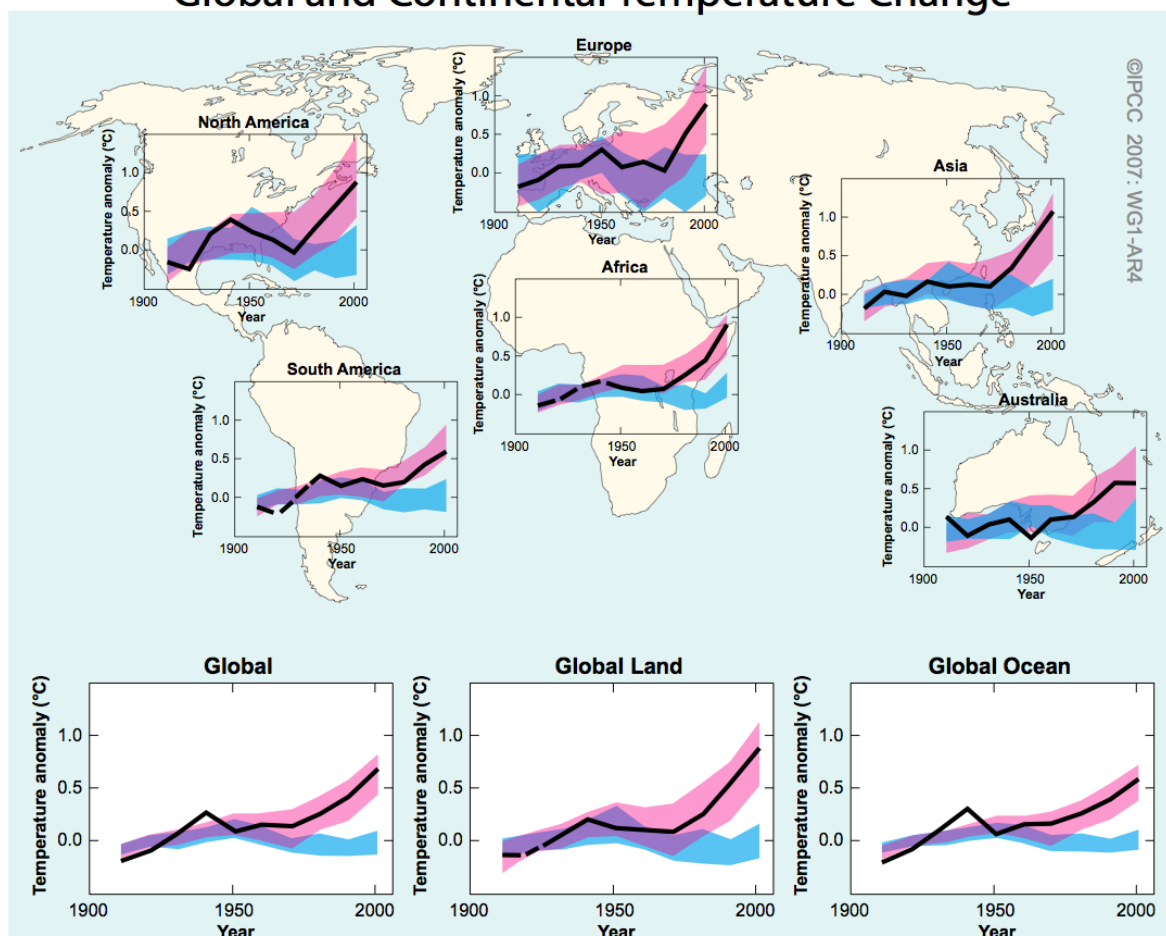 Global and Continental Temperature Change
©IPCC 2007: WG1-AR4
Europe
Temperature anomaly (°C)
1.0
0.5
0.0
1900
1950
2000
Year
North America
Temperature anomaly (°C)
1.0
0.5
0.0
1900
1950
2000
Year
Asia
Temperature anomaly (°C)
1.0
0.5
0.0
1900
1950
2000
Year
Africa
Temperature anomaly (°C)
1.0
0.5
0.0
1900
1950
2000
Year
South America
Temperature anomaly (°C)
1.0
0.5
0.0
1900
1950
2000
Year
Australia
Temperature anomaly (°C)
1.0
0.5
0.0
1900
1950
2000
Year
Global
Temperature anomaly (°C)
1.0
0.5
0.0
1900
1950
2000
Year
Global Land
Temperature anomaly (°C)
1.0
0.5
0.0
1900
1950
2000
Year
Global Ocean
Temperature anomaly (°C)
1.0
0.5
0.0
1900
1950
2000
Year